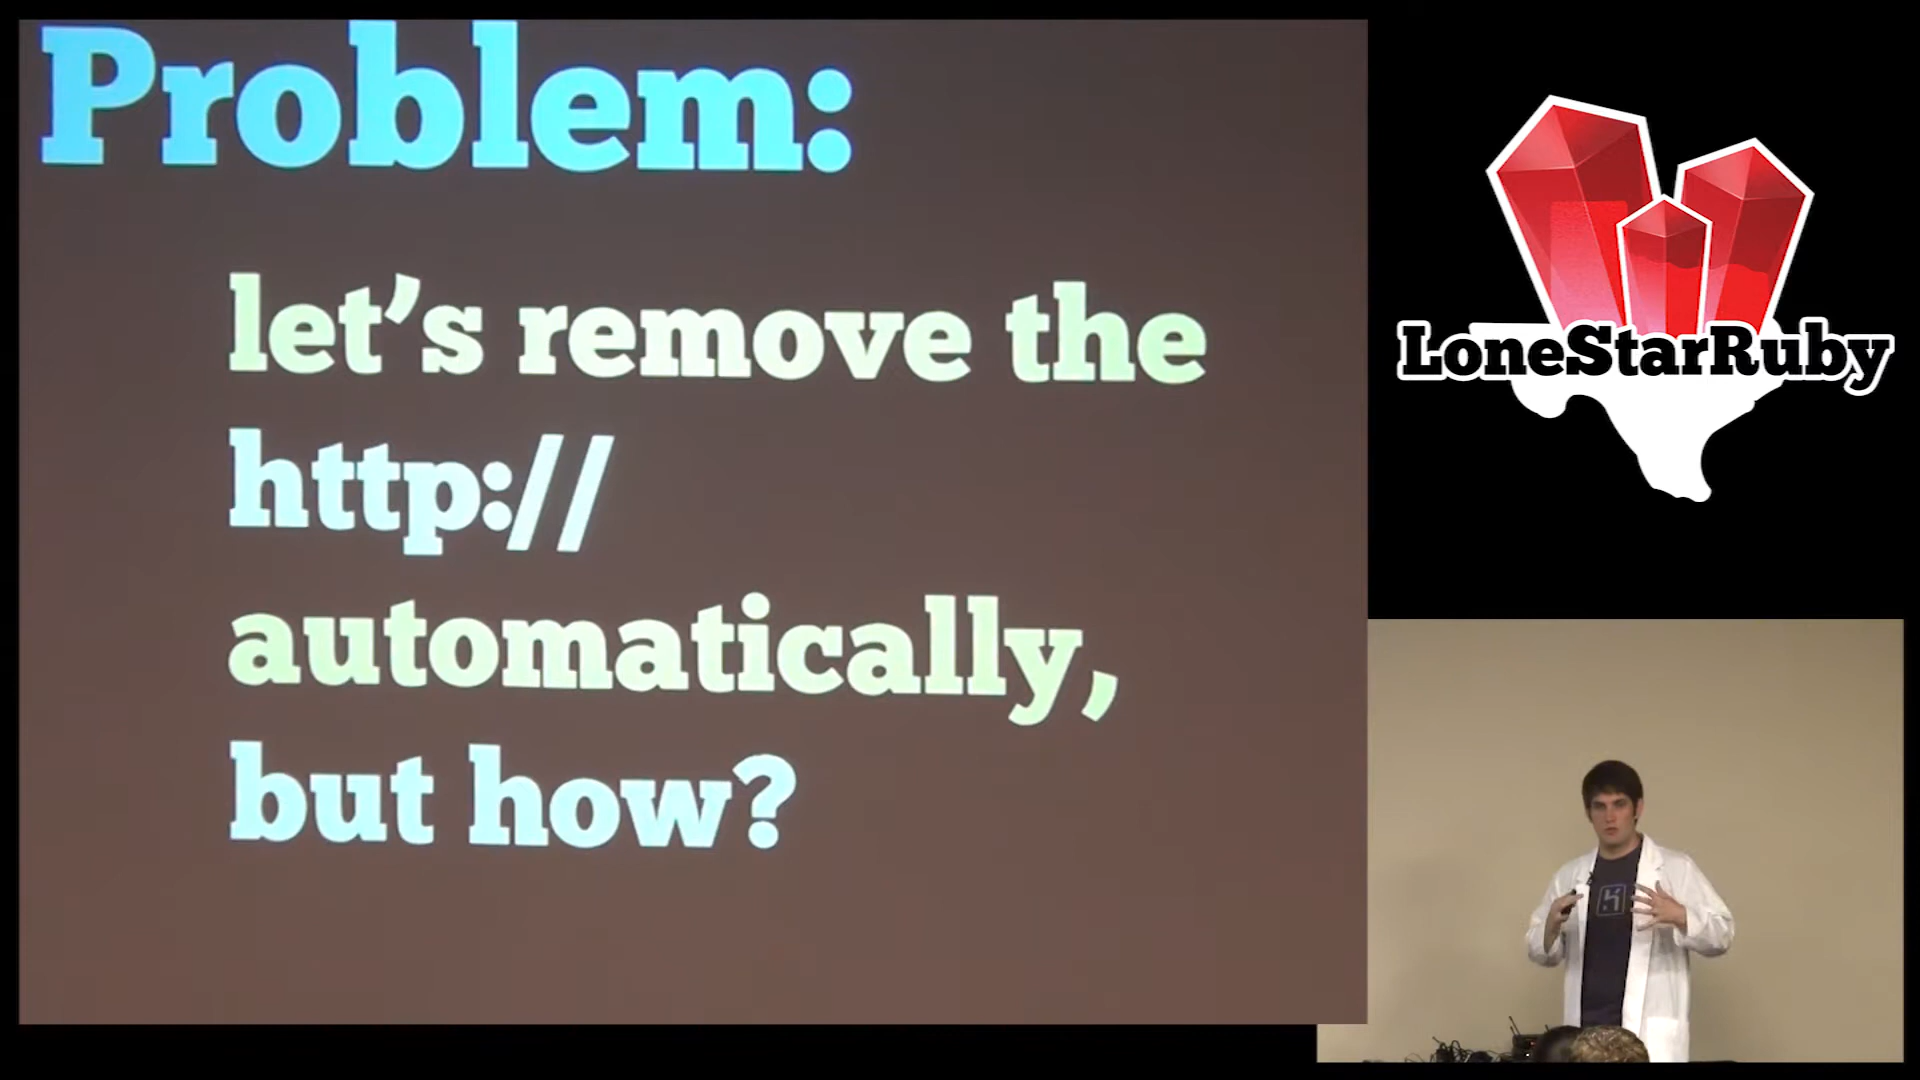 Problem:
let’s remove the
http://
automatically,
but how?
LoneStarRuby